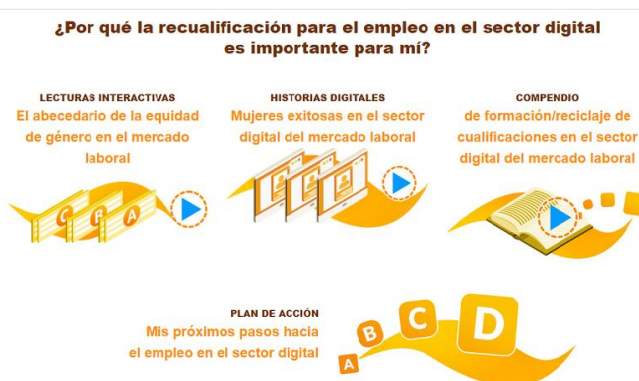 ¿Por qué la recualificación para el empleo en el sector digital
es importante para mí?
LECTURAS INTERACTIVAS
El abecedario de la equidad
de género en el mercado
laboral
C B A
HISTORIAS DIGITALES
Mujeres exitosas en el sector
digital del mercado laboral
COMPENDIO
de formación/reciclaje de
cualificaciones en el sector
digital del mercado laboral
PLAN DE ACCIÓN
Mis próximos pasos hacia
el empleo en el sector digital
A B C D